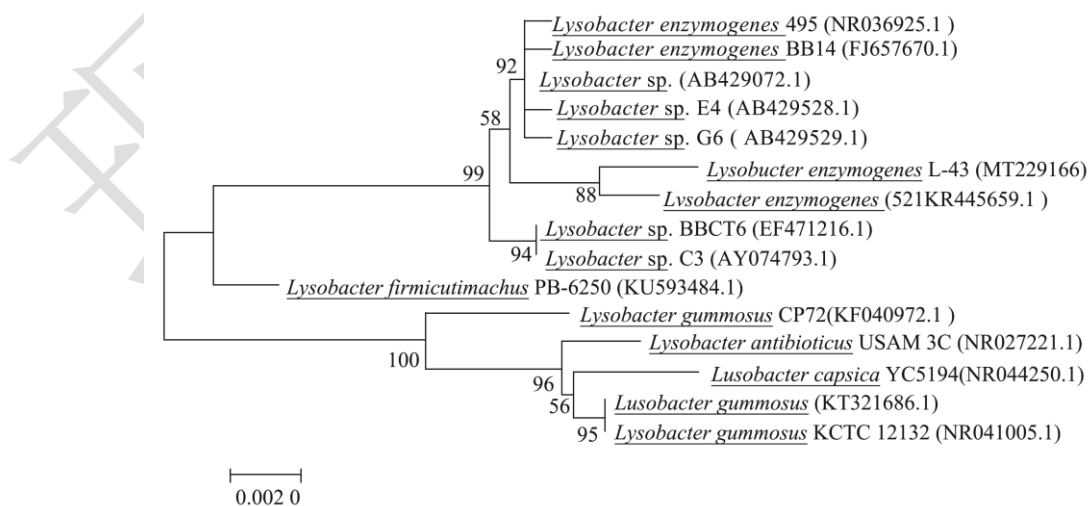 Lysobacter enzymogenes 495 (NR036925.1)
Lysobacter enzymogenes BB14 (FJ657670.1)
92
Lysobacter sp. (AB429072.1)
Lysobacter sp. E4 (AB429528.1)
58
Lysobacter sp. G6 ( AB429529.1)
Lysobucter enzymogenes L-43 (MT229166)
99
88
Lvsobacter enzymogenes (521KR445659.1 )
Lysobacter sp. BBCT6 (EF471216.1)
94
Lysobacter sp. C3 (AY074793.1)
Lysobacter firmicutimachus PB-6250 (KU593484.1)
Lysobacter gummosus CP72(KF040972.1 )
Lysobacter antibioticus USAM 3C (NR027221.1)
100
Lusobacter capsica YC5194(NR044250.1)
96
Lusobacter gummosus (KT321686.1)
56
Lysobacter gummosus KCTC 12132 (NR041005.1)
95
0.002 0